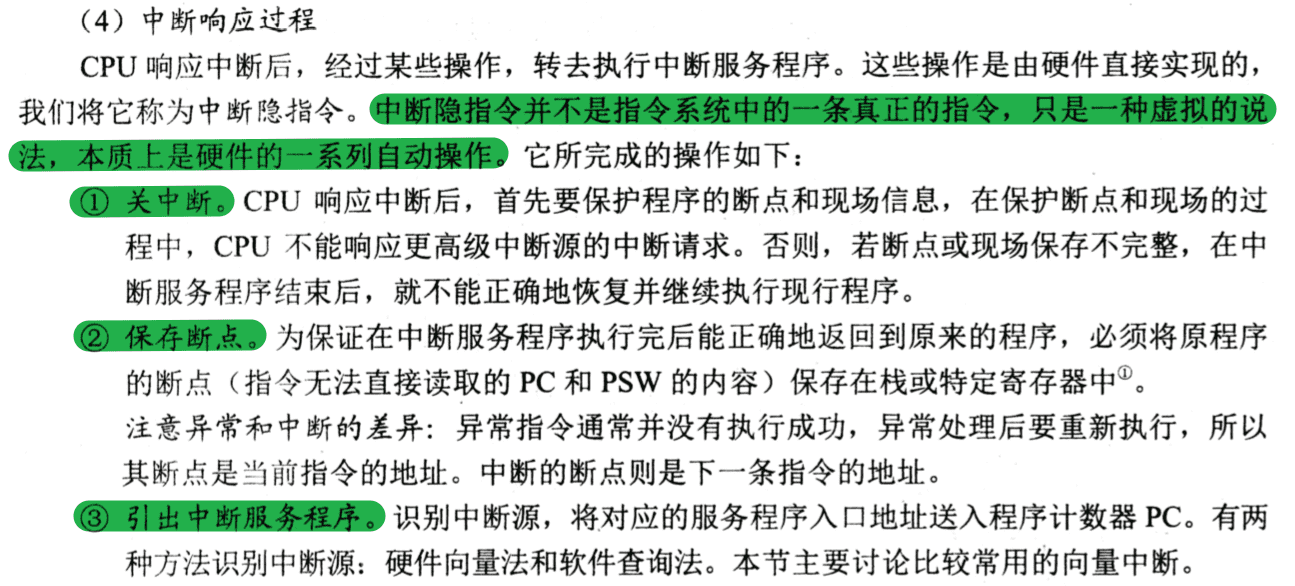 （4）中断响应过程
CPU 响应中断后，经过某些操作，转去执行中断服务程序。这些操作是由硬件直接实现的，
我们将它称为中断隐指令。中断隐指令并不是指令系统中的一条真正的指令，只是一种虚拟的说
法，本质上是硬件的一系列自动操作。它所完成的操作如下：
① 关中断。CPU 响应中断后，首先要保护程序的断点和现场信息，在保护断点和现场的过
程中，CPU 不能响应更高级中断源的中断请求。否则，若断点或现场保存不完整，在中
断服务程序结束后，就不能正确地恢复并继续执行现行程序。
② 保存断点。为保证在中断服务程序执行完后能正确地返回到原来的程序，必须将原程序
的断点（指令无法直接读取的 PC 和 PSW 的内容）保存在栈或特定寄存器中①。
注意异常和中断的差异：异常指令通常并没有执行成功，异常处理后要重新执行，所以
其断点是当前指令的地址。中断的断点则是下一条指令的地址。
③ 引出中断服务程序。识别中断源，将对应的服务程序入口地址送入程序计数器 PC。有两
种方法识别中断源：硬件向量法和软件查询法。本节主要讨论比较常用的向量中断。